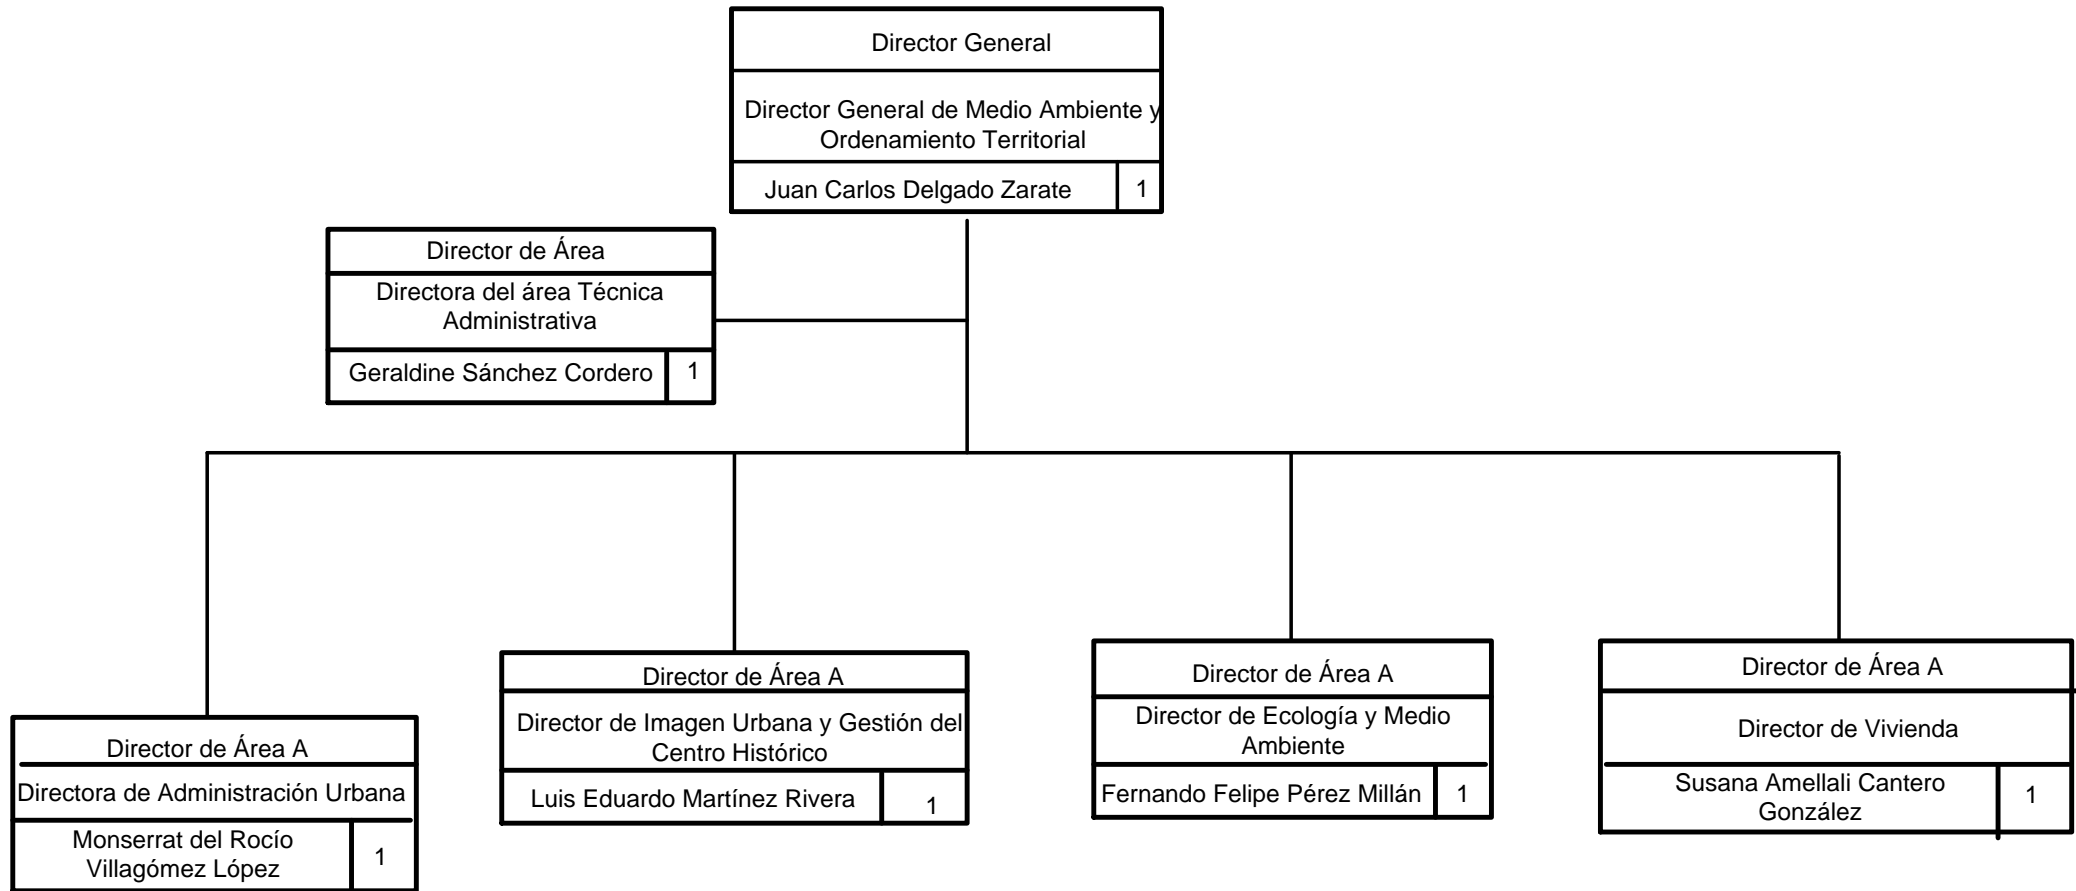 Director General
Director General de Medio Ambiente y
Ordenamiento Territorial
Juan Carlos Delgado Zarate 1
Director de Área
Directora del área Técnica
Administrativa
Geraldine Sánchez Cordero 1
Director de Área A
Directora de Administración Urbana
Monserrat del Rocío
Villagómez López
1
Director de Área A
Director de Imagen Urbana y Gestión del
Centro Histórico
Luis Eduardo Martínez Rivera 1
Director de Área A
Director de Ecología y Medio
Ambiente
Fernando Felipe Pérez Millán 1
Director de Área A
Director de Vivienda
Susana Amellali Cantero
González
1